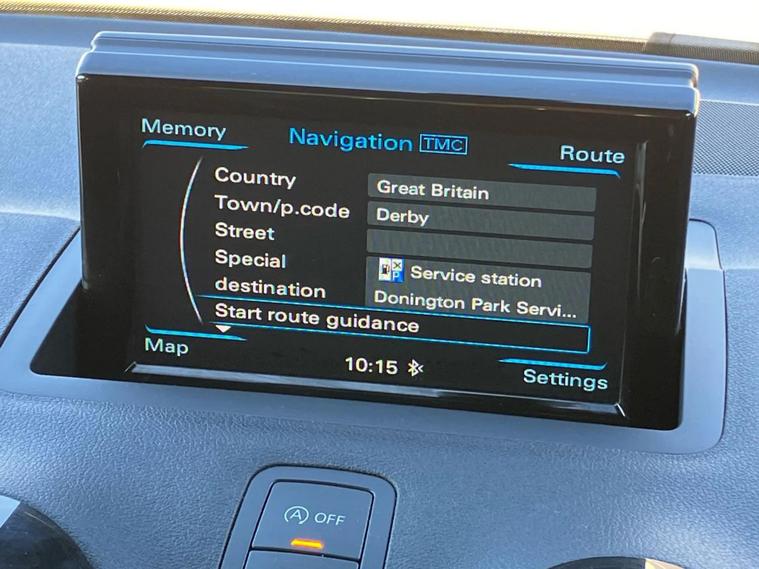 Memory
Navigation TMC
Route
Country
Great Britain
Town/p.code
Derby
Street
Special
destination
P
Service station
Donington Park Servi...
Start route guidance
Map
10:15
Settings
A OFF